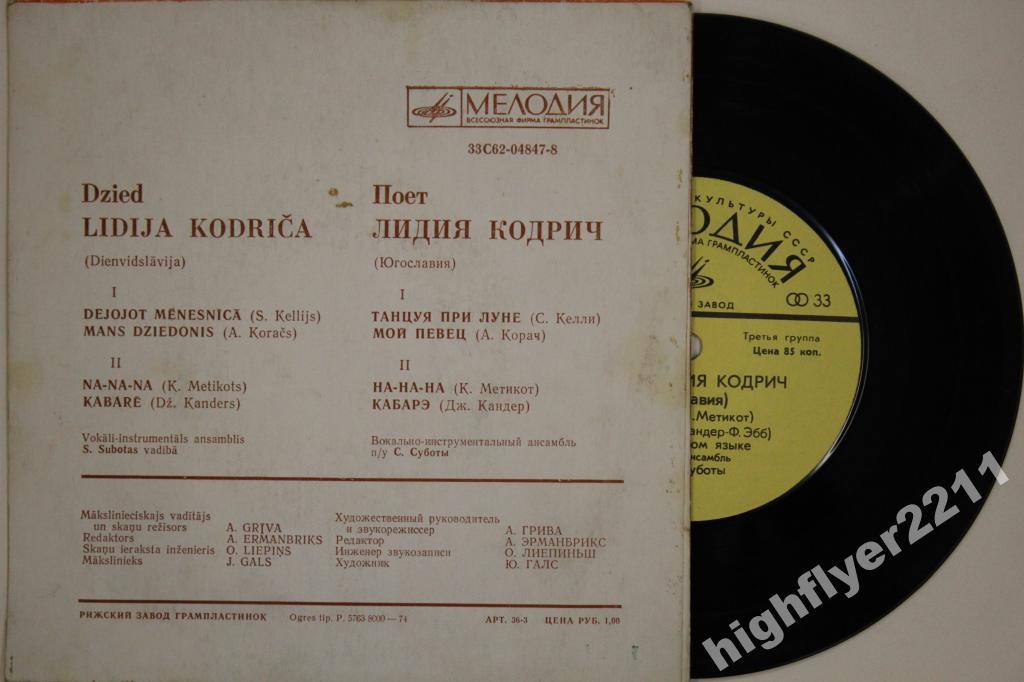 МЕЛОДИЯ
ВСЕСОЮЗНАЯ ФИРМА ГРАМПЛАСТИНОК
33С62-04847-8
Dzied
LIDIJA KODRIČA
(Dienvidslāvija)
I
DEJOJOT MĒNESNĪCĀ (S. Ķellijs)
MANS DZIEDONIS (A. Koračs)
II
NA-NA-NA (K. Metikots)
KABARĒ (Dž. Kanders)
Vokāli-instrumentāls ansamblis
S. Subotas vadībā
Поет
ЛИДИЯ КОДРИЧ
(Югославия)
I
ТАНЦУЯ ПРИ ЛУНЕ (С. Келли)
МОЙ ПЕВЕЦ (А. Корач)
II
НА-НА-НА (К. Метикот)
КАБАРЭ (Дж. Кандер)
Вокально-инструментальный ансамбль
п/у С. Суботы
Mākslinieciskajs vadītājs
un skaņu režisors A. GRĪVA
Redaktors A. ERMANBRIKS
Skaņu ieraksta inženieris O. LIEPIŅŠ
Mākslinieks J. GALS
Художественный руководитель
и звукорежиссер А. ГРИВА
Редактор А. ЭРМАНБРИКС
Инженер звукозаписи О. ЛИЕПИНЬШ
Художник Ю. ГАЛС
РИЖСКИЙ ЗАВОД ГРАМПЛАСТИНОК Ogres tip. P. 5763 8000—74 АРТ. 36-3 ЦЕНА РУБ. 1,00
КУЛЬТУРЫ СССР
ОДИЯ
МА ГРАМПЛАСТИНОК
ЗАВОД
33
Третья группа
Цена 85 коп.
ИЯ КОДРИЧ
авия)
Метикот)
андер-Ф.Эбб)
ом языке
нсамбль
уботы
highflyer2211